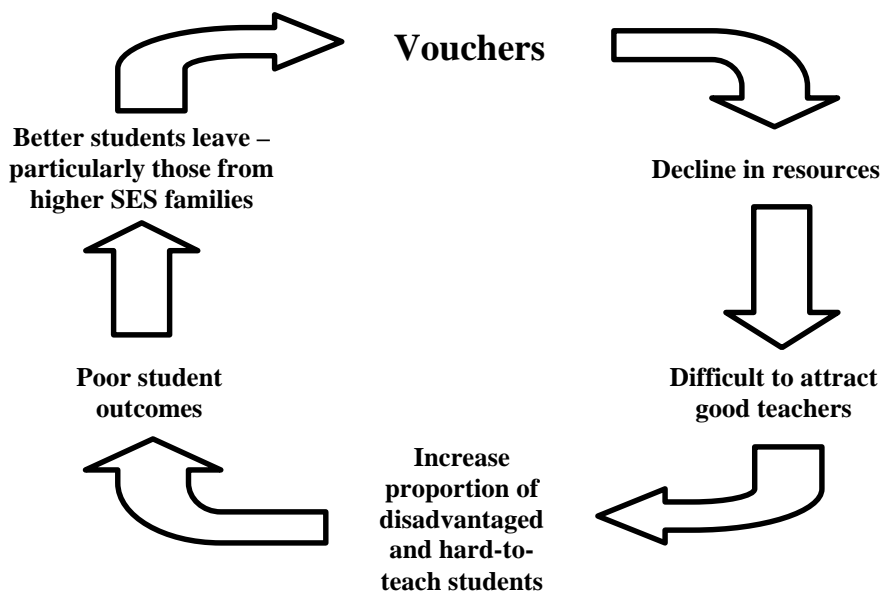 Vouchers
Decline in resources
Difficult to attract
good teachers
Increase
proportion of
disadvantaged
and hard-to-
teach students
Poor student
outcomes
Better students leave –
particularly those from
higher SES families